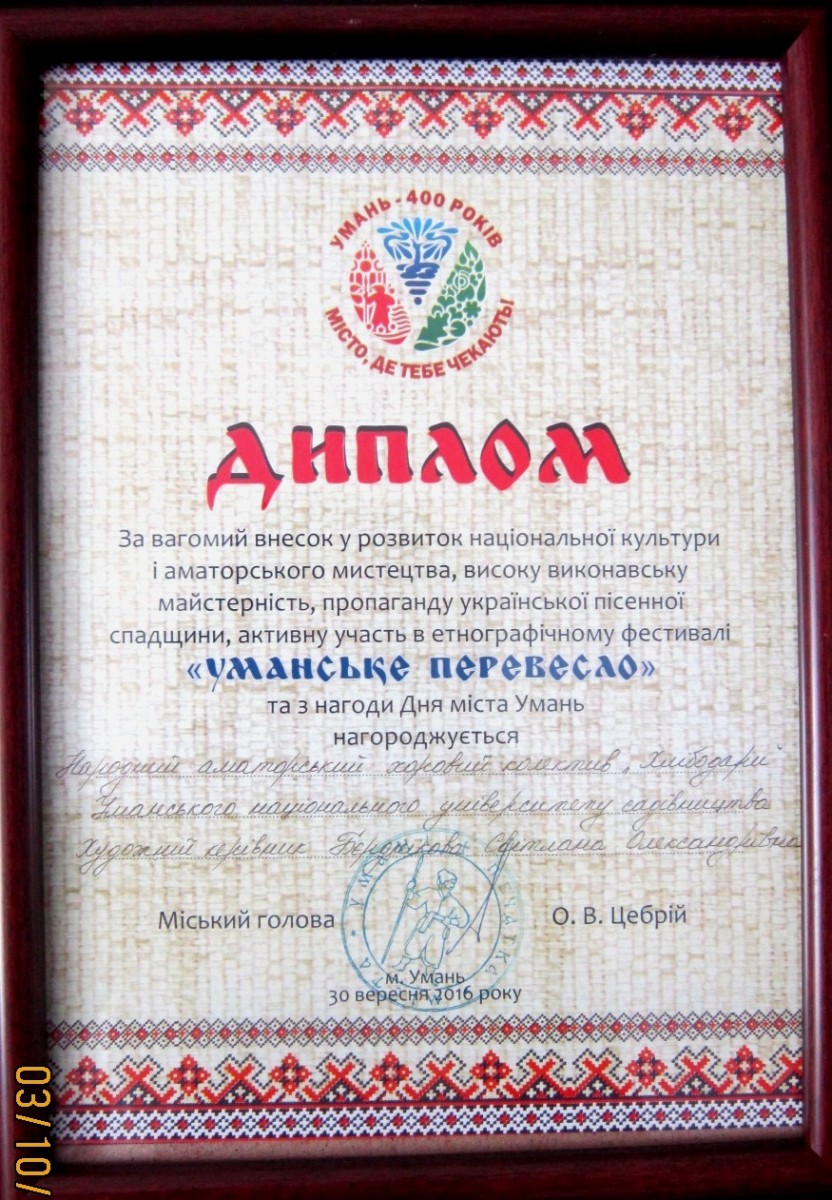 УМАНЬ - 400 РОКІВ
МІСТО, ДЕ ТЕБЕ ЧЕКАЮТЬ!
ДИПЛОМ
За вагомий внесок у розвиток національної культури
і аматорського мистецтва, високу виконавську
майстерність, пропаганду української пісенної
спадщини, активну участь в етнографічному фестивалі
«УМАНСЬКЕ ПЕРЕВЕСЛО»
та з нагоди Дня міста Умань
нагороджується
Народний аматорський хоровий колектив „Хлібодари"
Уманського національного університету садівництва
Художній керівник Світлана Олександрівна
Міський голова
О. В. Цебрій
м. Умань
30 вересня 2016 року
03/10/